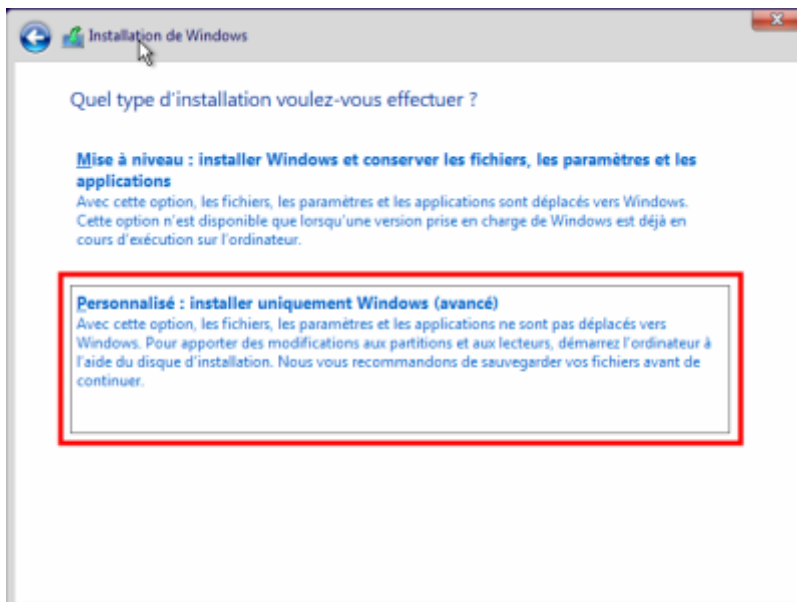 Installation de Windows
Quel type d'installation voulez-vous effectuer ?
Mise à niveau : installer Windows et conserver les fichiers, les paramètres et les
applications
Avec cette option, les fichiers, les paramètres et les applications sont déplacés vers Windows.
Cette option n'est disponible que lorsqu'une version prise en charge de Windows est déjà en
cours d'exécution sur l'ordinateur.
Personnalisé : installer uniquement Windows (avancé)
Avec cette option, les fichiers, les paramètres et les applications ne sont pas déplacés vers
Windows. Pour apporter des modifications aux partitions et aux lecteurs, démarrez l'ordinateur à
l'aide du disque d'installation. Nous vous recommandons de sauvegarder vos fichiers avant de
continuer.